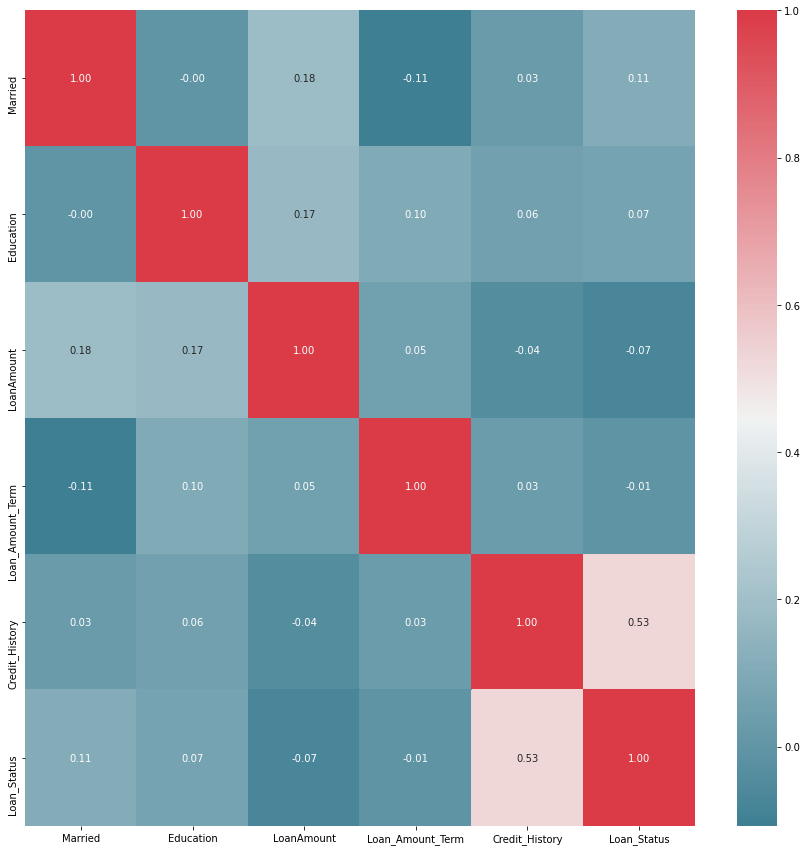 1.0
Married 1.00 -0.00 0.18 -0.11 0.03 0.11
0.8
Education -0.00 1.00 0.17 0.10 0.06 0.07
0.6
LoanAmount 0.18 0.17 1.00 0.05 -0.04 -0.07
0.4
Loan_Amount_Term -0.11 0.10 0.05 1.00 0.03 -0.01
0.2
Credit_History 0.03 0.06 -0.04 0.03 1.00 0.53
0.0
Loan_Status 0.11 0.07 -0.07 -0.01 0.53 1.00
Married Education LoanAmount Loan_Amount_Term Credit_History Loan_Status